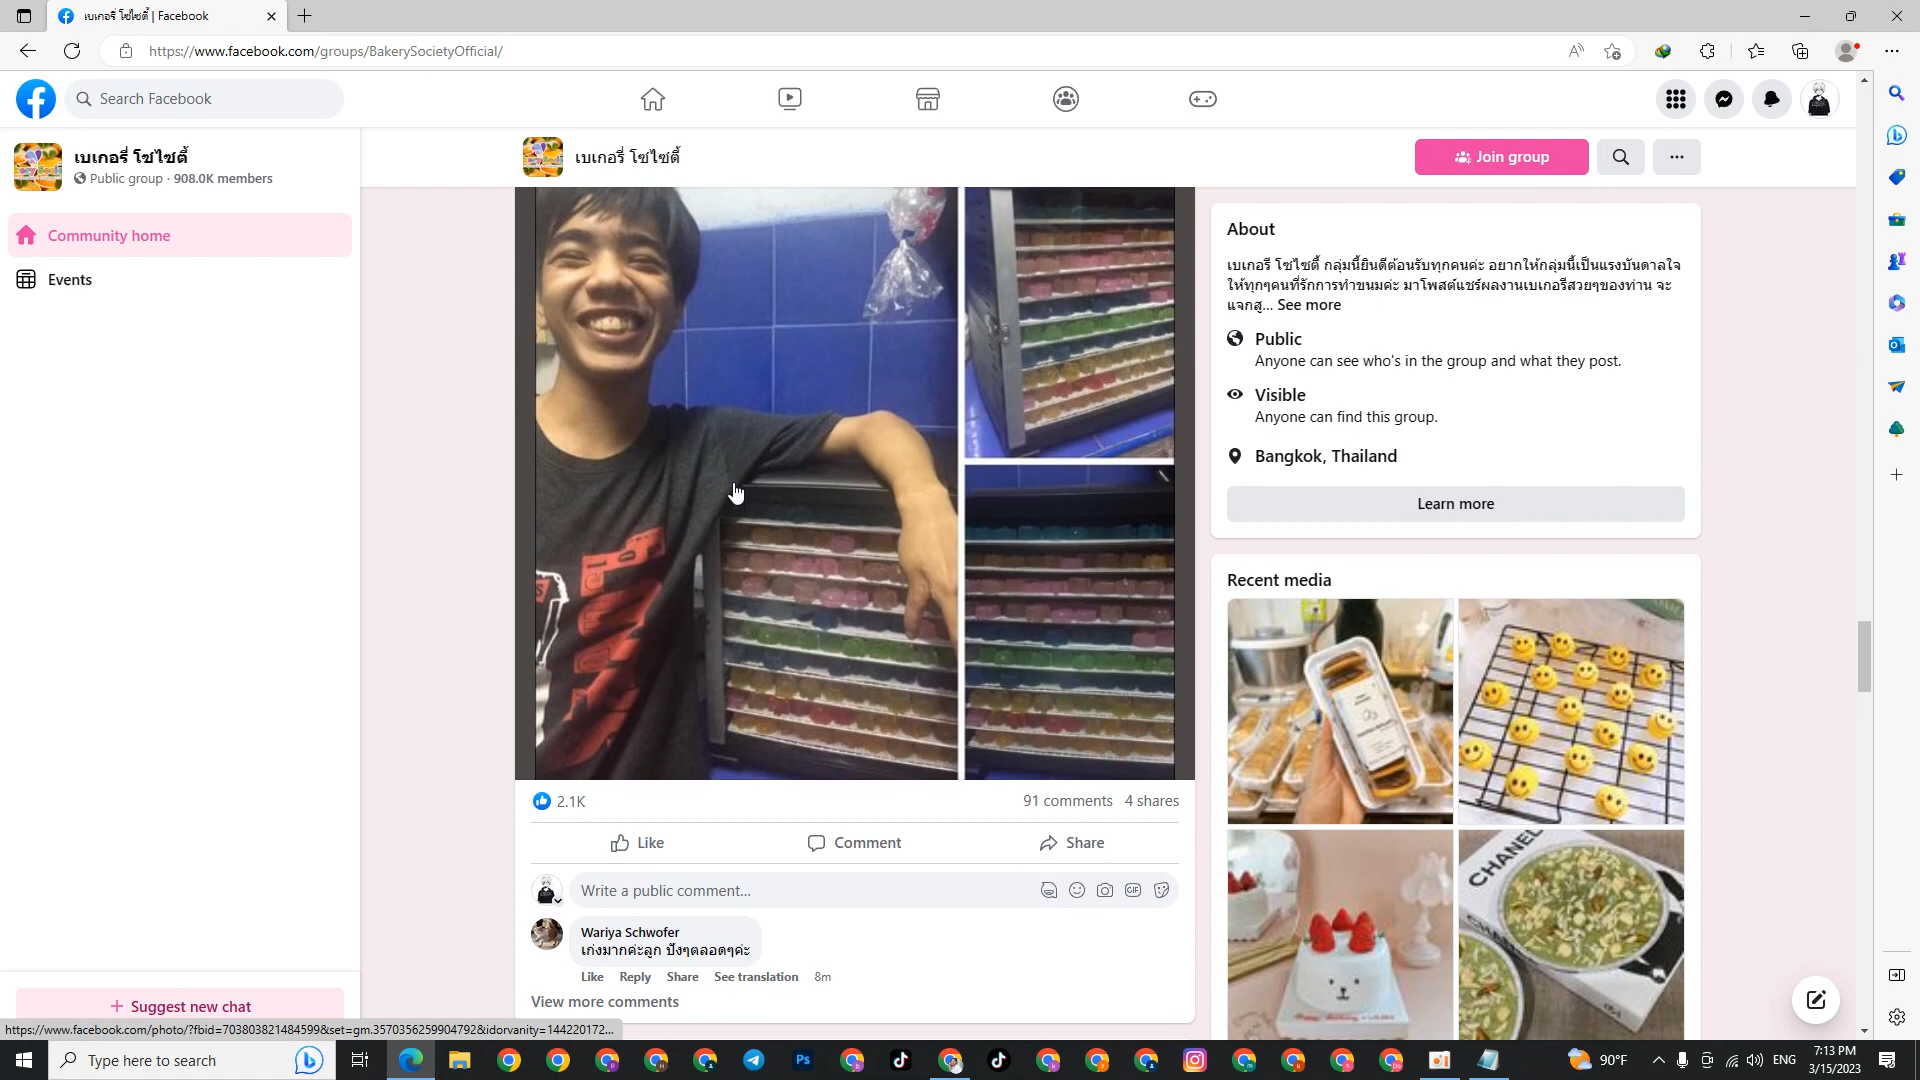 เบเกอรี่ โซไซตี้ | Facebook
https://www.facebook.com/groups/BakerySocietyOfficial/
Search Facebook
เบเกอรี่ โซไซตี้
Public group · 908.0K members
Community home
Events
เบเกอรี่ โซไซตี้
Join group
About
เบเกอรี่ โซไซตี้ กลุ่มนี้ยินดีต้อนรับทุกคนค่ะ อยากให้กลุ่มนี้เป็นแรงบันดาลใจ
ให้ทุกๆคนที่รักการทำขนมค่ะ มาโพสต์แชร์ผลงานเบเกอรี่สวยๆของท่าน จะ
แจกสู... See more
Public
Anyone can see who's in the group and what they post.
Visible
Anyone can find this group.
Bangkok, Thailand
Learn more
Recent media
CHANEL
2.1K
91 comments 4 shares
Like
Comment
Share
Write a public comment...
GIF
Wariya Schwofer
เก่งมากค่ะลูก ปังๆตลอดๆค่ะ
Like Reply Share See translation 8m
View more comments
+ Suggest new chat
https://www.facebook.com/photo/?fbid=703803821484599&set=gm.3570356259904792&idorvanity=144220172...
Type here to search
Ps
90°F
ENG
7:13 PM
3/15/2023